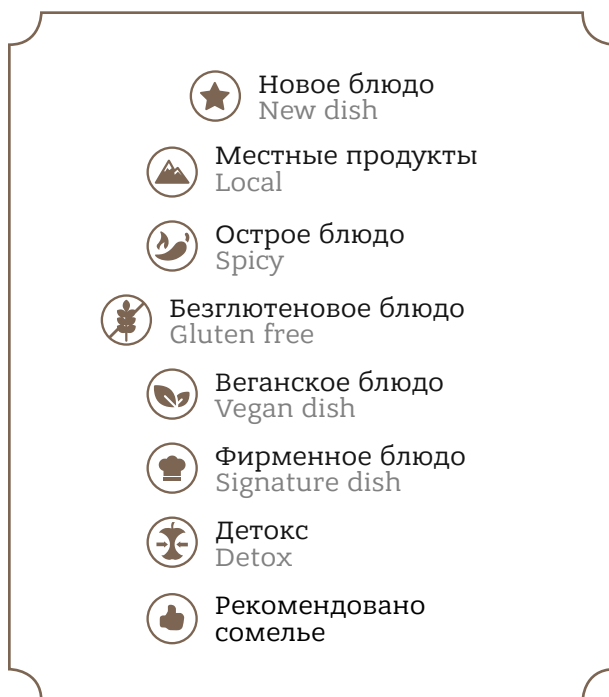 Новое блюдо
New dish
Местные продукты
Local
Острое блюдо
Spicy
Безглютеновое блюдо
Gluten free
Веганское блюдо
Vegan dish
Фирменное блюдо
Signature dish
Детокс
Detox
Рекомендовано
сомелье